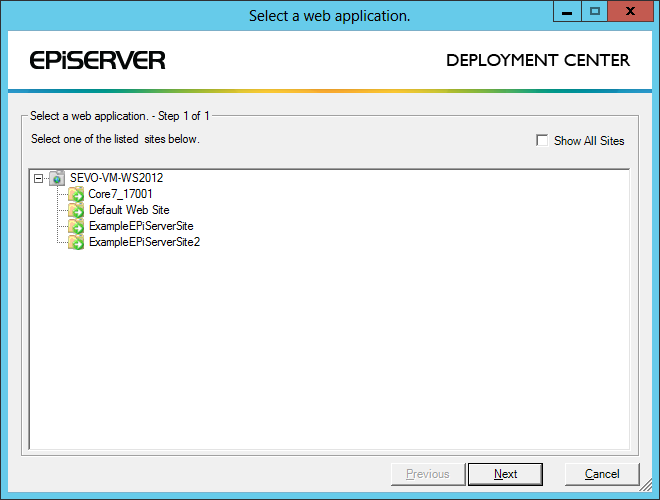 Select a web application.
EPiSERVER
DEPLOYMENT CENTER
Select a web application. - Step 1 of 1
Select one of the listed  sites below.
Show All Sites
SEVO-VM-WS2012
Core7_17001
Default Web Site
ExampleEPiServerSite
ExampleEPiServerSite2
Previous
Next
Cancel